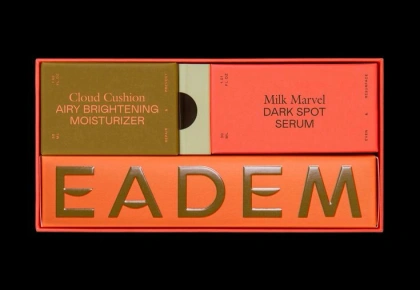 Cloud Cushion
AIRY BRIGHTENING
MOISTURIZER
Milk Marvel
DARK SPOT
SERUM
EADEM